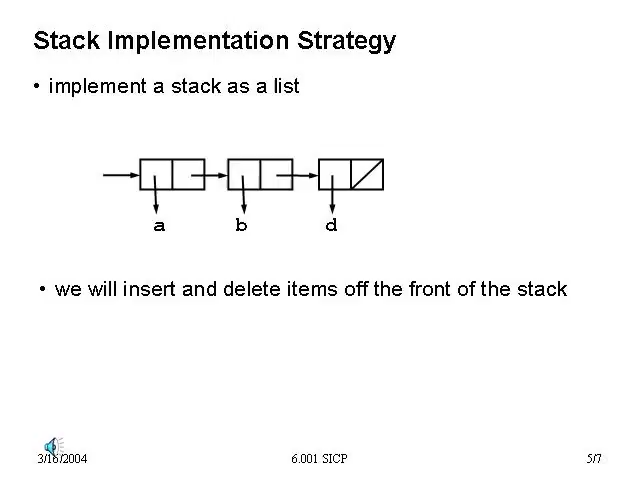 Stack Implementation Strategy
• implement a stack as a list
a b d
• we will insert and delete items off the front of the stack
3/16/2004 6.001 SICP 5/7